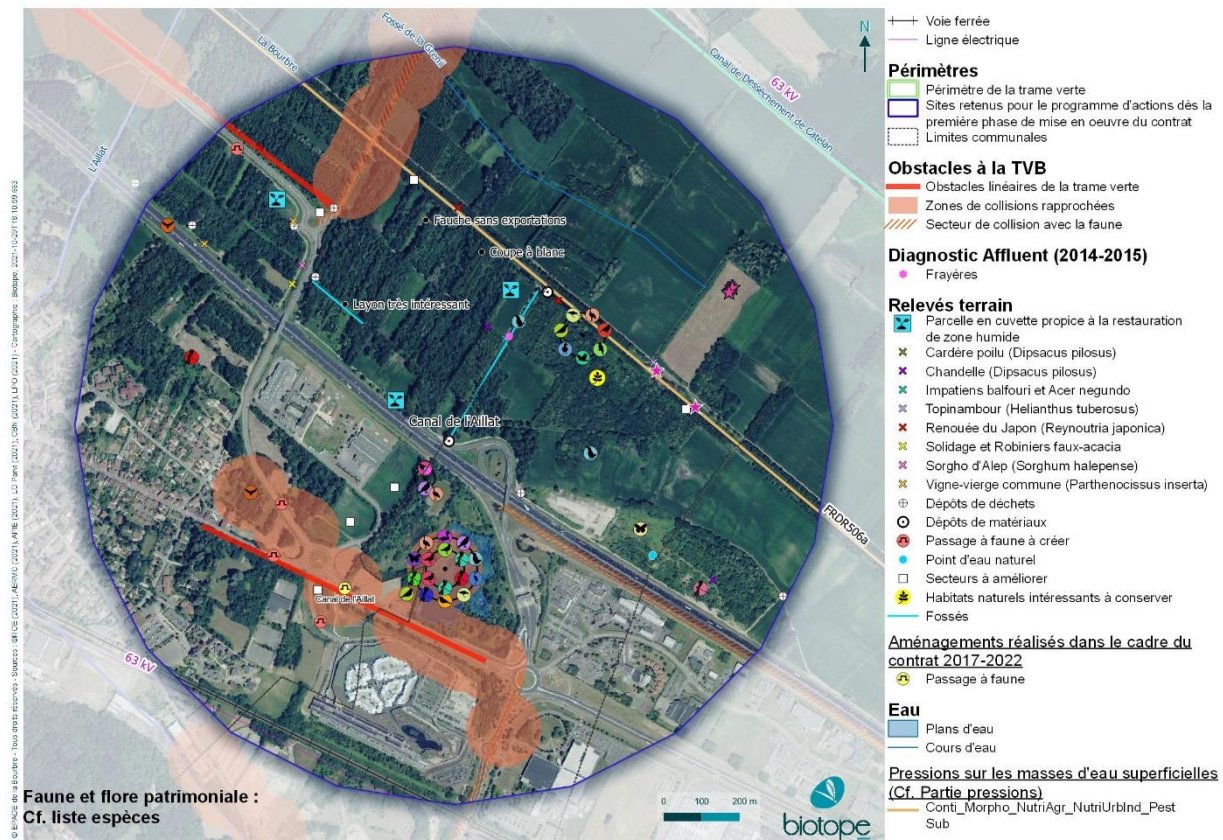 Fossé de la Grenil
La Bourbre
L'Aillat
Canal de Dessèchement de Catelan
63 kV
N
Fauche sans exportations
Coupe à blanc
Layon très intéressant
Canal de l'Aillat
FRDR506a
Canal de l'Aillat
63 kV
Faune et flore patrimoniale :
Cf. liste espèces
0 100 200 m
biotope
Voie ferrée
Ligne électrique
Périmètres
Périmètre de la trame verte
Sites retenus pour le programme d'actions dès la
première phase de mise en oeuvre du contrat
Limites communales
Obstacles à la TVB
Obstacles linéaires de la trame verte
Zones de collisions rapprochées
Secteur de collision avec la faune
Diagnostic Affluent (2014-2015)
Frayères
Relevés terrain
Parcelle en cuvette propice à la restauration
de zone humide
Cardère poilu (Dipsacus pilosus)
Chandelle (Dipsacus pilosus)
Impatiens balfouri et Acer negundo
Topinambour (Helianthus tuberosus)
Renouée du Japon (Reynoutria japonica)
Solidage et Robiniers faux-acacia
Sorgho d'Alep (Sorghum halepense)
Vigne-vierge commune (Parthenocissus inserta)
Dépôts de déchets
Dépôts de matériaux
Passage à faune à créer
Point d'eau naturel
Secteurs à améliorer
Habitats naturels intéressants à conserver
Fossés
Aménagements réalisés dans le cadre du
contrat 2017-2022
Passage à faune
Eau
Plans d'eau
Cours d'eau
Pressions sur les masses d'eau superficielles
(Cf. Partie pressions)
Conti_Morpho_NutriAgr_NutriUrbInd_Pest
Sub